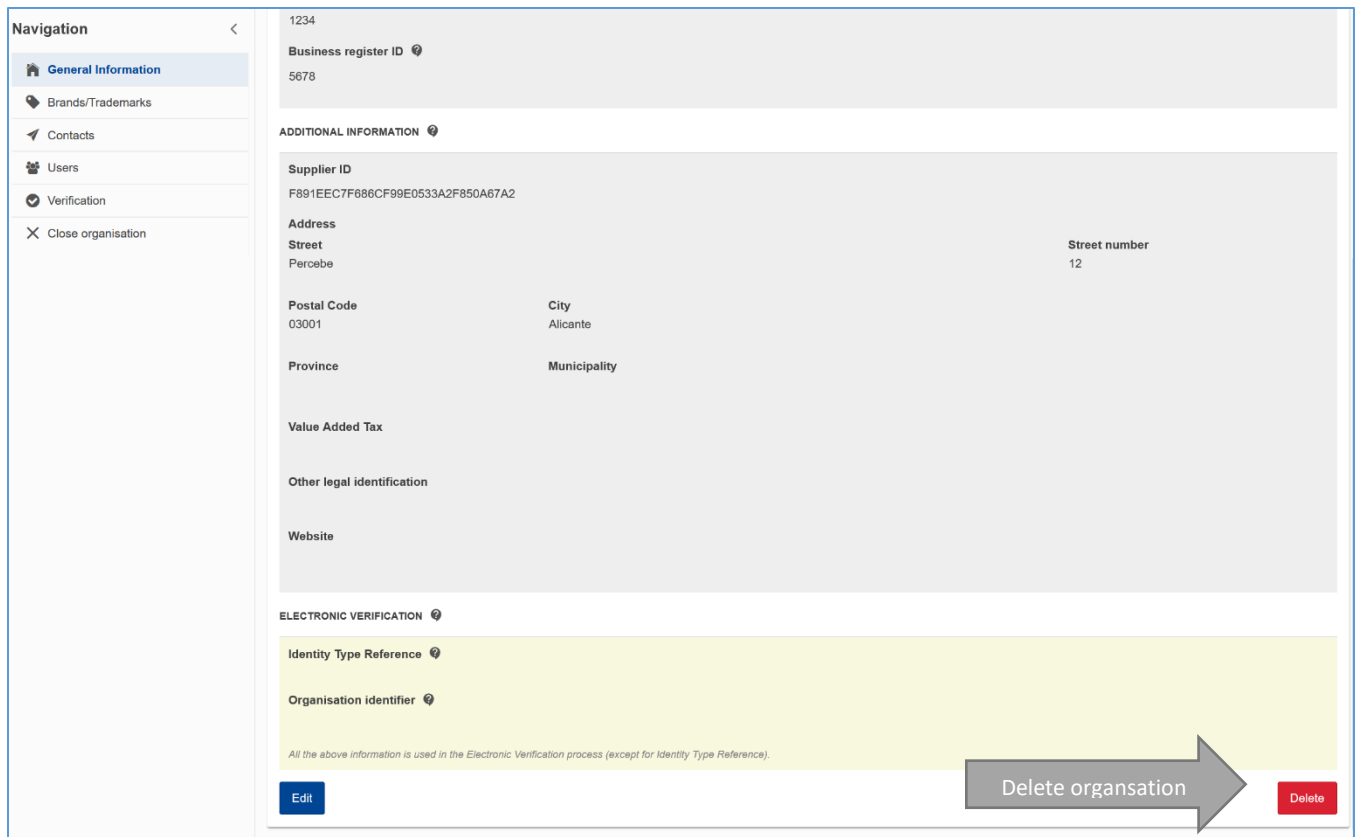 Navigation
General Information
Brands/Trademarks
Contacts
Users
Verification
Close organisation
1234
Business register ID
5678
ADDITIONAL INFORMATION
Supplier ID
F891EEC7F686CF99E0533A2F850A67A2
Address
Street Street number
Percebe 12
Postal Code City
03001 Alicante
Province Municipality
Value Added Tax
Other legal identification
Website
ELECTRONIC VERIFICATION
Identity Type Reference
Organisation identifier
All the above information is used in the Electronic Verification process (except for Identity Type Reference).
Edit Delete organsation Delete